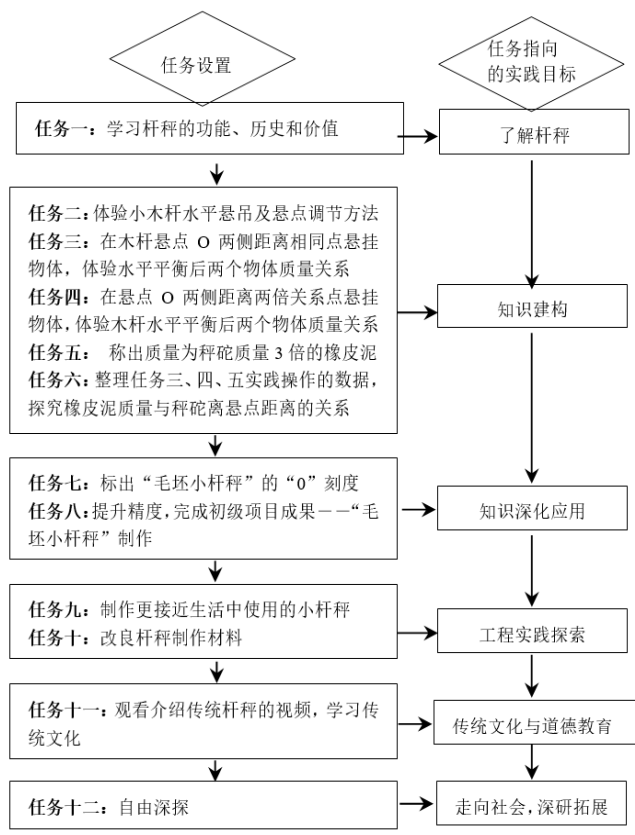 任务设置
任务指向
的实践目标
任务一：学习杆秤的功能、历史和价值
了解杆秤
任务二：体验小木杆水平悬吊及悬点调节方法
任务三：在木杆悬点 O 两侧距离相同点悬挂
物体，体验水平平衡后两个物体质量关系
任务四：在悬点 O 两侧距离两倍关系点悬挂
物体，体验木杆水平平衡后两个物体质量关系
任务五： 称出质量为秤砣质量 3 倍的橡皮泥
任务六：整理任务三、四、五实践操作的数据，
探究橡皮泥质量与秤砣离悬点距离的关系
知识建构
任务七：标出“毛坯小杆秤”的“0”刻度
任务八：提升精度，完成初级项目成果——“毛
坯小杆秤”制作
知识深化应用
任务九：制作更接近生活中使用的小杆秤
任务十：改良杆秤制作材料
工程实践探索
任务十一：观看介绍传统杆秤的视频，学习传
统文化
传统文化与道德教育
任务十二：自由深探
走向社会，深研拓展